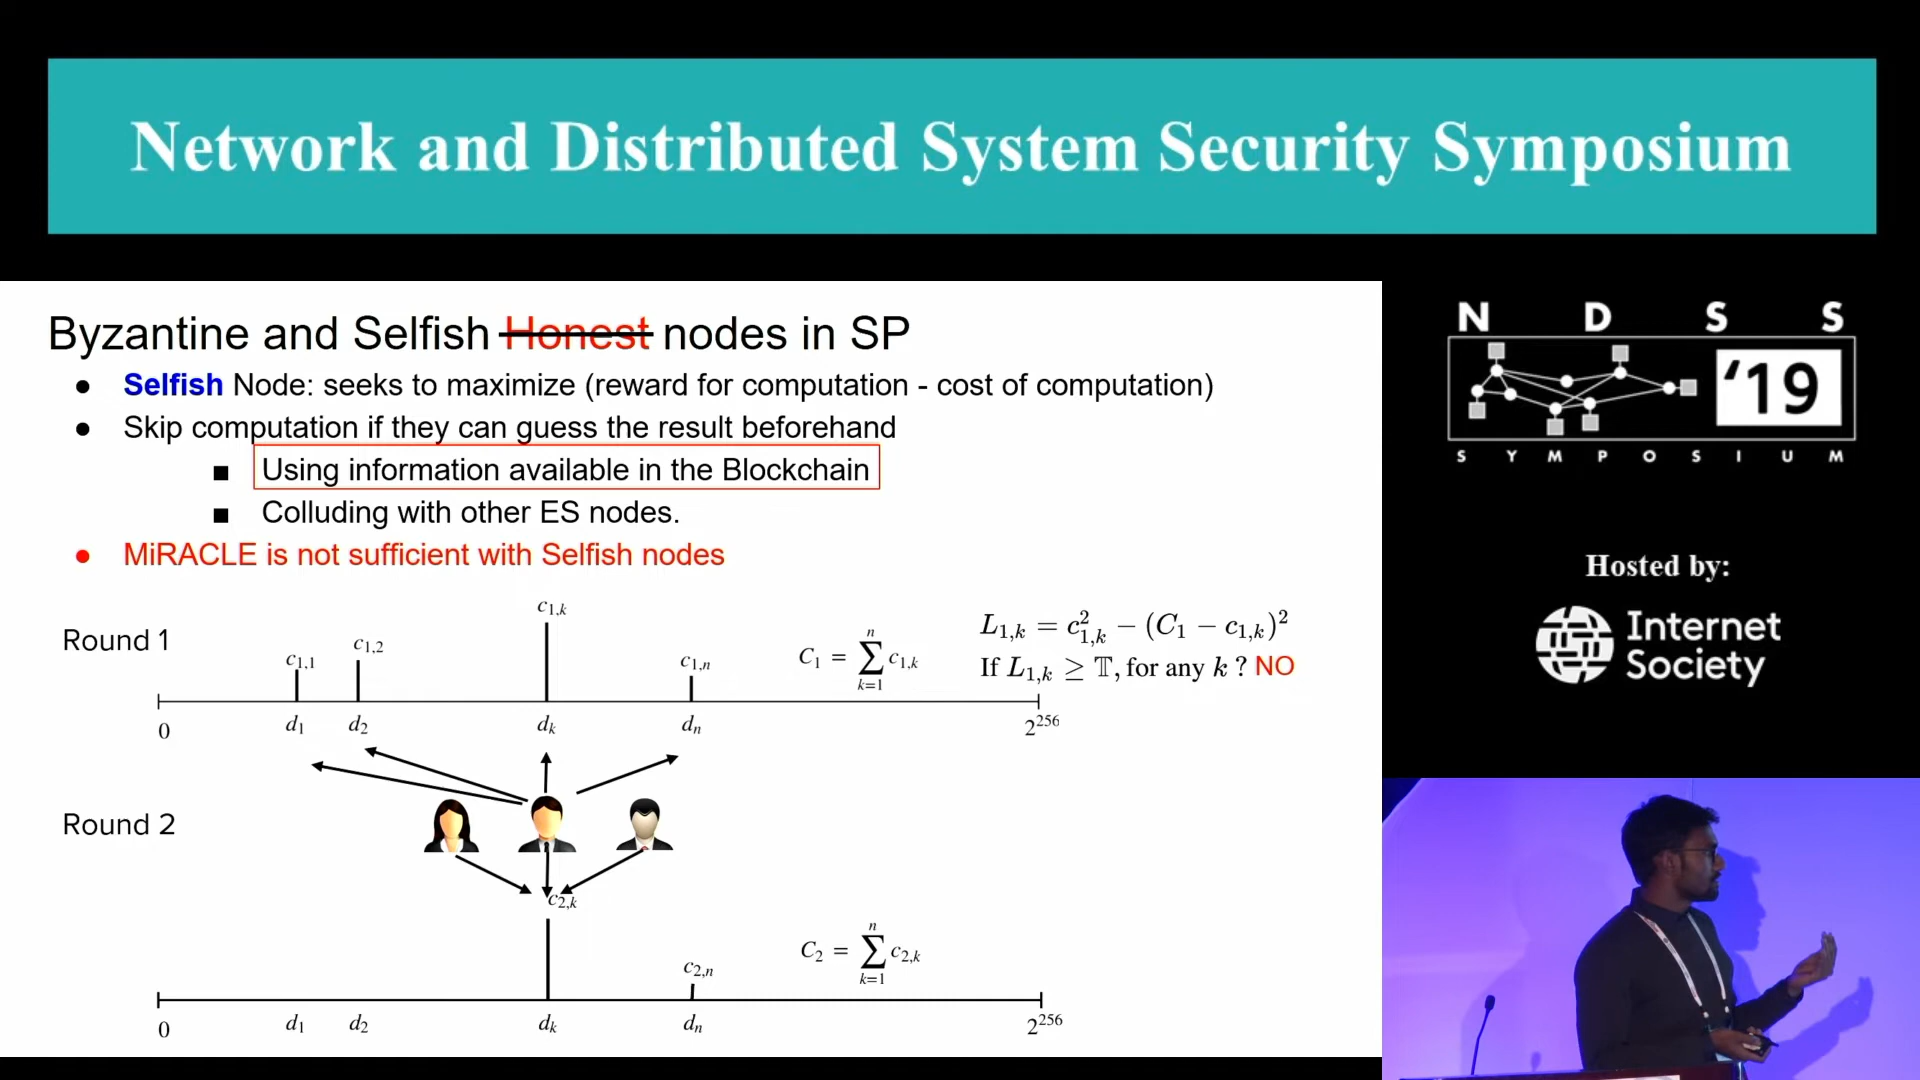 Network and Distributed System Security Symposium
Byzantine and Selfish Honest nodes in SP
● Selfish Node: seeks to maximize (reward for computation - cost of computation)
● Skip computation if they can guess the result beforehand
■ Using information available in the Blockchain
■ Colluding with other ES nodes.
● MiRACLE is not sufficient with Selfish nodes
Round 1
c₁,₁
c₁,₂
c₁,ₖ
c₁,ₙ
C₁ = ∑ₖ₌₁ⁿ c₁,ₖ
L₁,ₖ = c²₁,ₖ − (C₁ − c₁,ₖ)²
If L₁,ₖ ≥ 𝕋, for any k ? NO
0 d₁ d₂ dₖ dₙ 2²⁵⁶
Round 2
c₂,ₖ
c₂,ₙ
C₂ = ∑ₖ₌₁ⁿ c₂,ₖ
0 d₁ d₂ dₖ dₙ 2²⁵⁶
N D S S
'19
S Y M P O S I U M
Hosted by:
Internet
Society